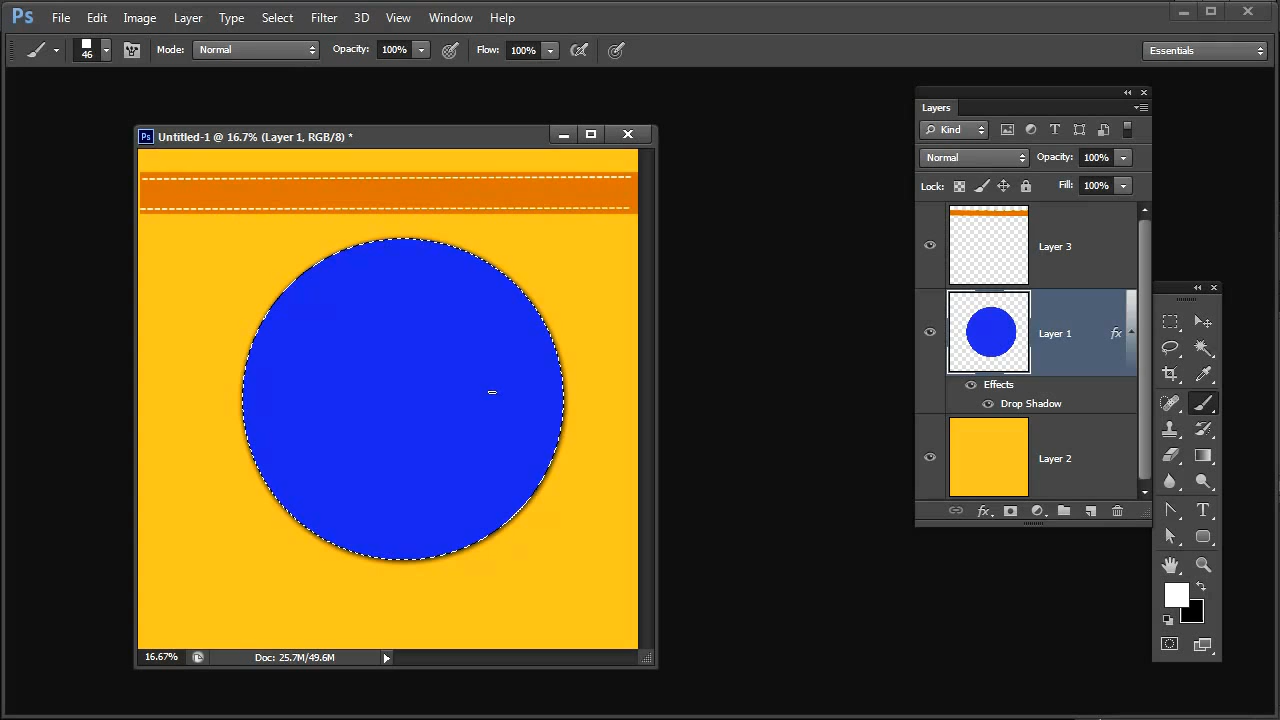 Ps File Edit Image Layer Type Select Filter 3D View Window Help
46 Mode: Normal Opacity: 100% Flow: 100% Essentials
Layers
Ps Untitled-1 @ 16.7% (Layer 1, RGB/8) *
Kind
Normal Opacity: 100%
Lock: Fill: 100%
Layer 3
Layer 1 fx
Effects
Drop Shadow
Layer 2
fx
16.67% Doc: 25.7M/49.6M